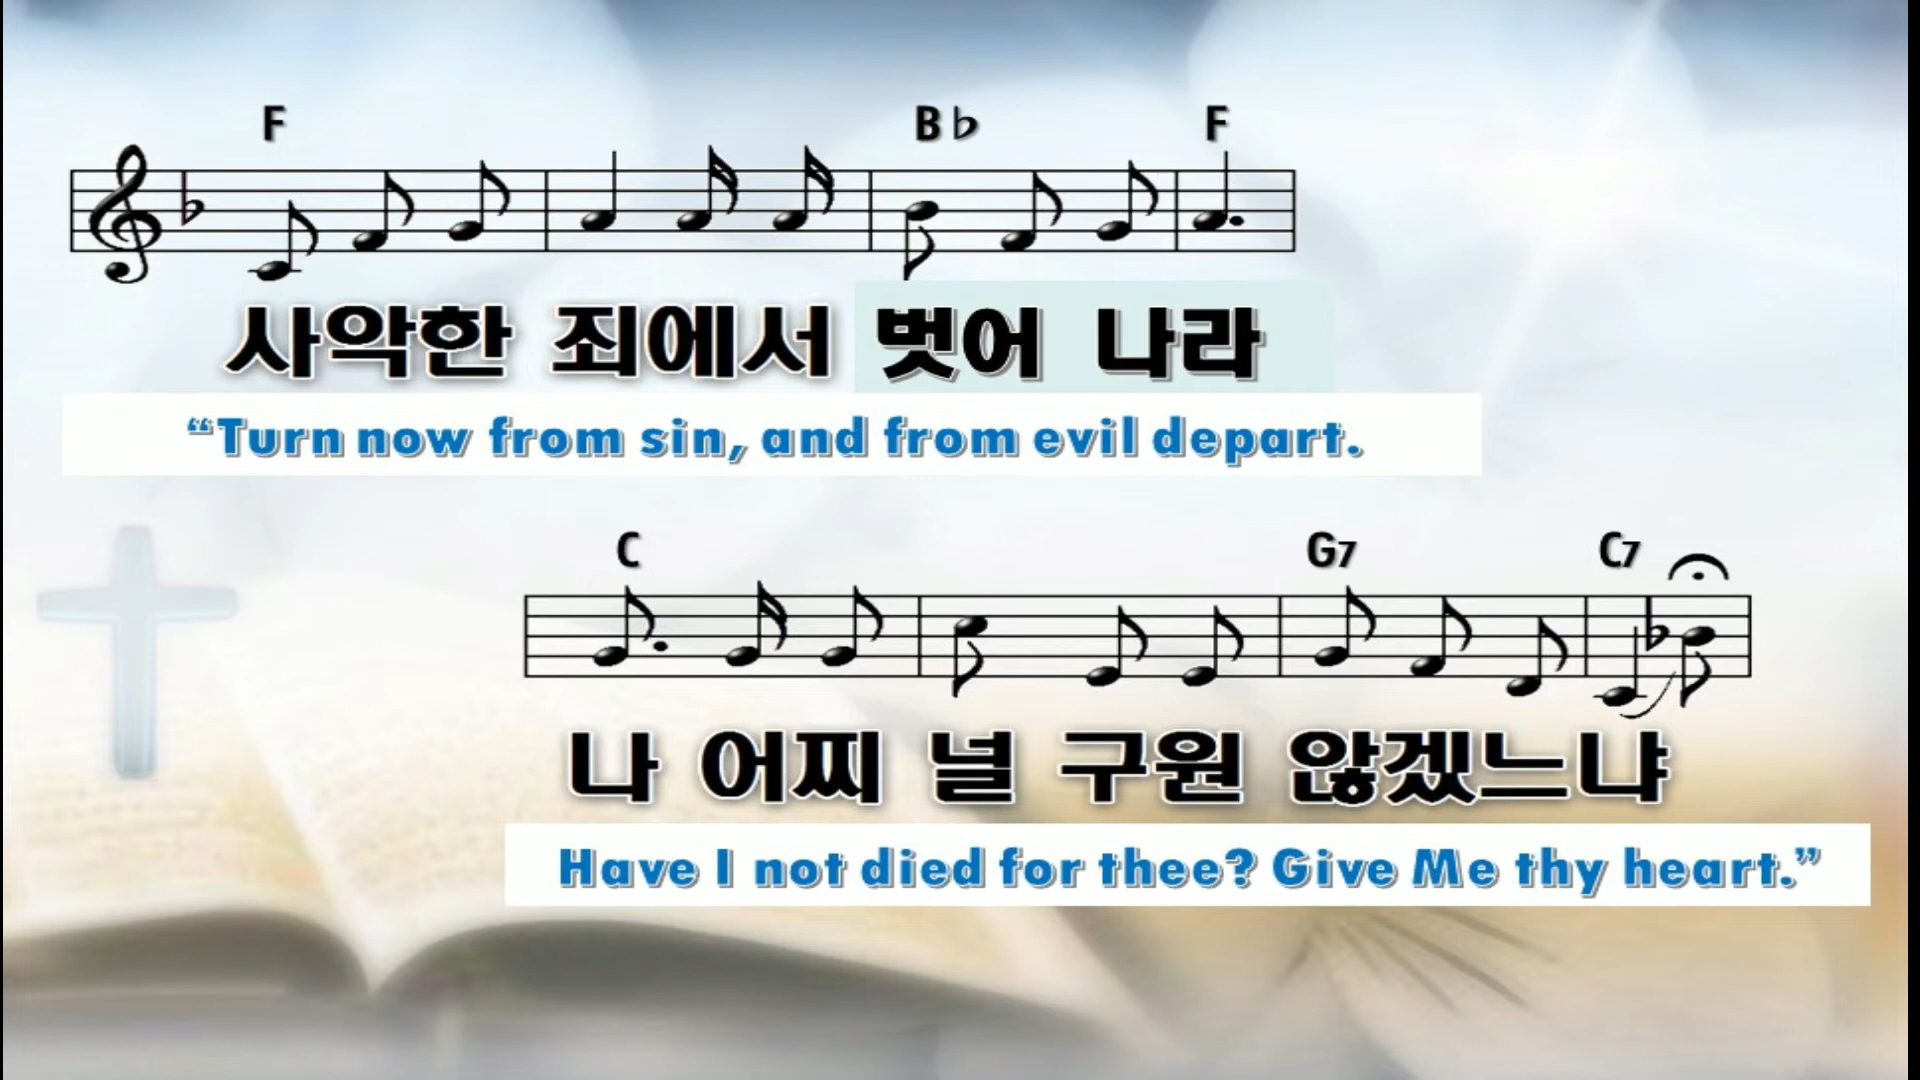 F B♭ F
사악한 죄에서 벗어 나라
“Turn now from sin, and from evil depart.
C G7 C7
나 어찌 널 구원 않겠느냐
Have I not died for thee? Give Me thy heart.”